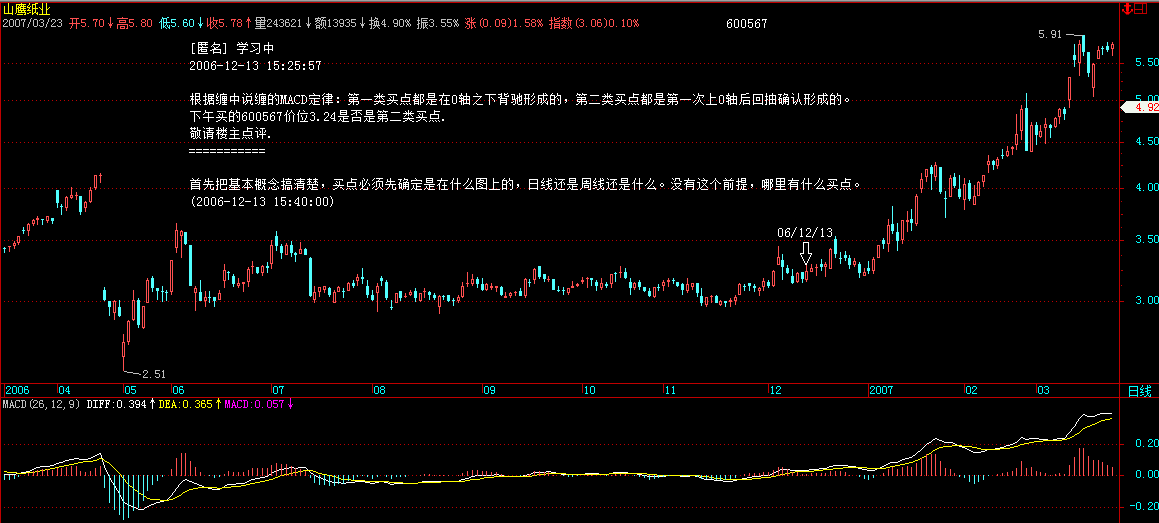 山鹰纸业
2007/03/23 开5.70↓高5.80 低5.60↓收5.78↑量243621↓额13935↓换4.90% 振3.55% 涨(0.09)1.58% 指数(3.06)0.10%
600567
[匿名] 学习中
2006-12-13 15:25:57
根据缠中说缠的MACD定律：第一类买点都是在0轴之下背驰形成的，第二类买点都是第一次上0轴后回抽确认形成的。
下午买的600567价位3.24是否是第二类买点.
敬请楼主点评.
===========
首先把基本概念搞清楚，买点必须先确定是在什么图上的，日线还是周线还是什么。没有这个前提，哪里有什么买点。
(2006-12-13 15:40:00)
5.91
5.50
5.00
4.92
4.50
4.00
06/12/13
3.50
3.00
2.51
2006 04 05 06 07 08 09 10 11 12 2007 02 03 日线
MACD(26,12,9) DIFF:0.394↑DEA:0.365↑MACD:0.057↓
0.20
0.00
-0.20